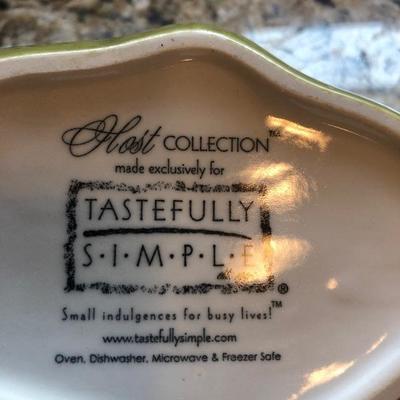 Host COLLECTION™
made exclusively for
TASTEFULLY
S·I·M·P·L·E®
Small indulgences for busy lives!™
www.tastefullysimple.com
Oven, Dishwasher, Microwave & Freezer Safe